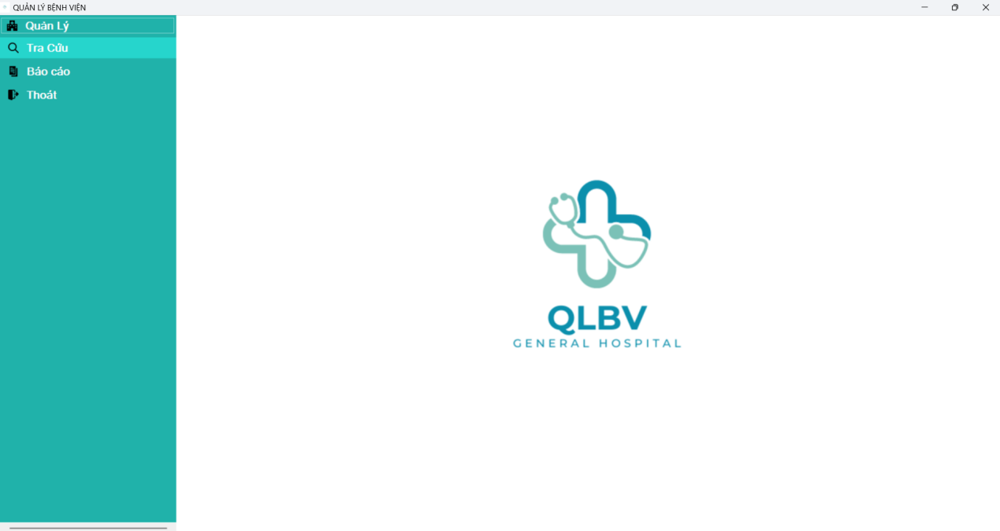 QUẢN LÝ BỆNH VIỆN
Quản Lý
Tra Cứu
Báo cáo
Thoát
QLBV
GENERAL HOSPITAL